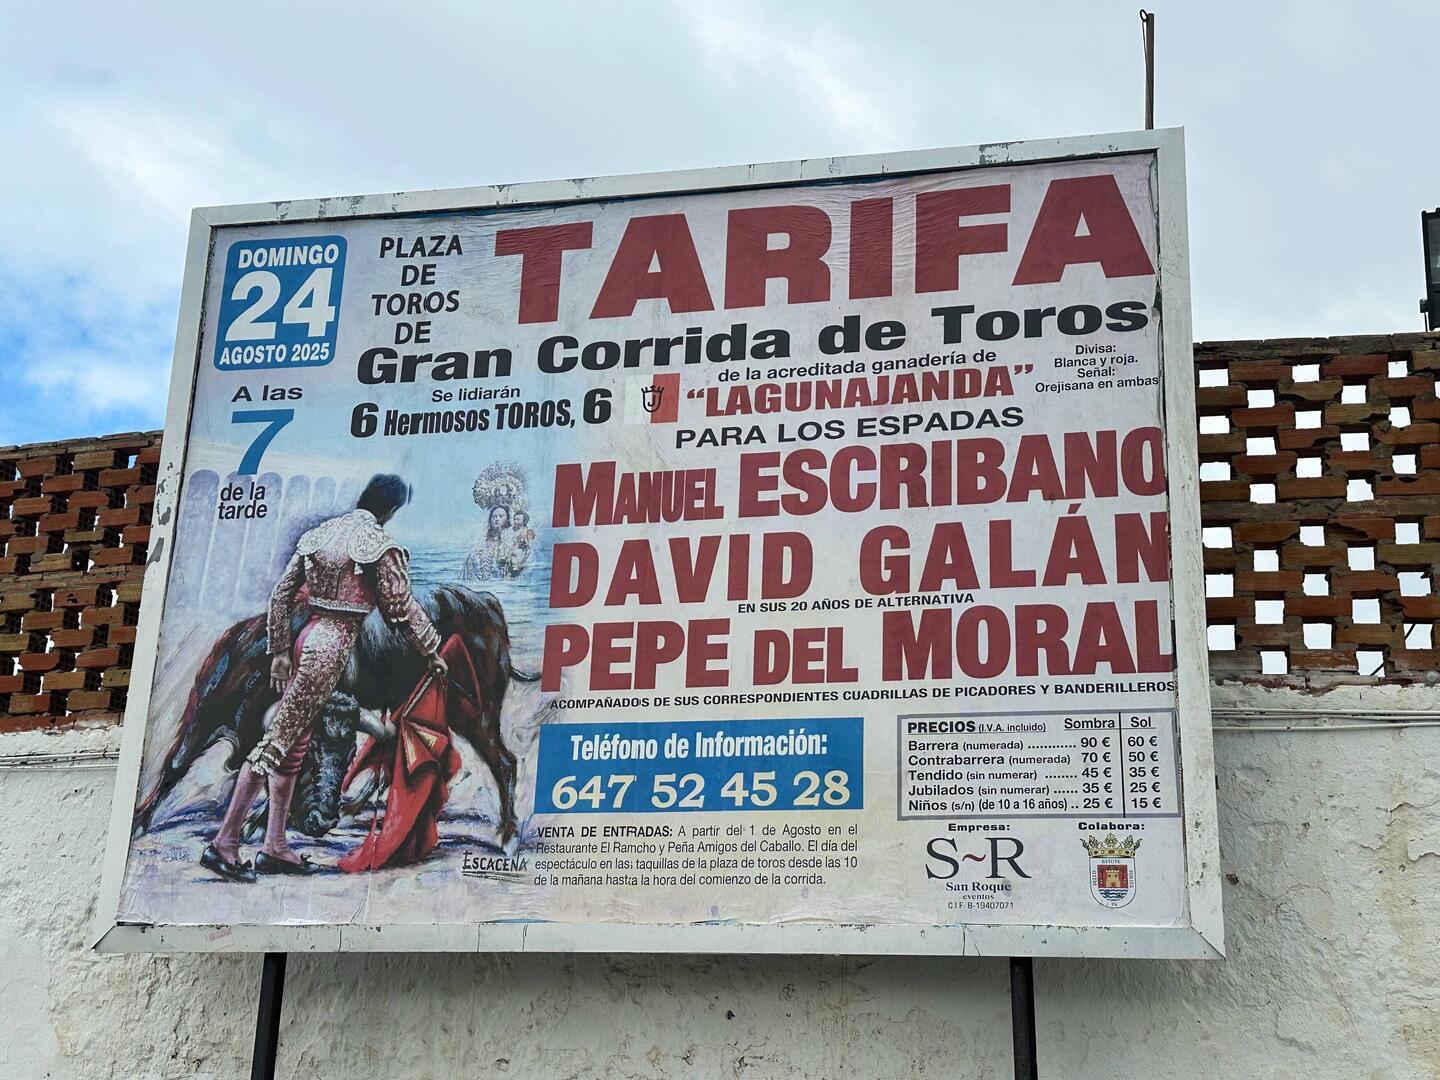 DOMINGO
24
AGOSTO 2025
A las
7
de la
tarde
PLAZA
DE
TOROS
DE
TARIFA
Gran Corrida de Toros
Se lidiarán
6 Hermosos TOROS, 6
de la acreditada ganadería de
"LAGUNAJANDA"
Divisa:
Blanca y roja.
Señal:
Orejisana en ambas
PARA LOS ESPADAS
MANUEL ESCRIBANO
DAVID GALÁN
EN SUS 20 AÑOS DE ALTERNATIVA
PEPE DEL MORAL
ACOMPAÑADOS DE SUS CORRESPONDIENTES CUADRILLAS DE PICADORES Y BANDERILLEROS
Teléfono de Información:
647 52 45 28
VENTA DE ENTRADAS: A partir del 1 de Agosto en el
Restaurante El Rancho y Peña Amigos del Caballo. El día del
espectáculo en las taquillas de la plaza de toros desde las 10
de la mañana hasta la hora del comienzo de la corrida.
ESCACENA
PRECIOS (I.V.A. incluido) Sombra Sol
Barrera (numerada) ............ 90 € 60 €
Contrabarrera (numerada) 70 € 50 €
Tendido (sin numerar) ........ 45 € 35 €
Jubilados (sin numerar) ...... 35 € 25 €
Niños (s/n) (de 10 a 16 años) .. 25 € 15 €
Empresa:
S~R
San Roque
eventos
C.I.F. B-19407071
Colabora: